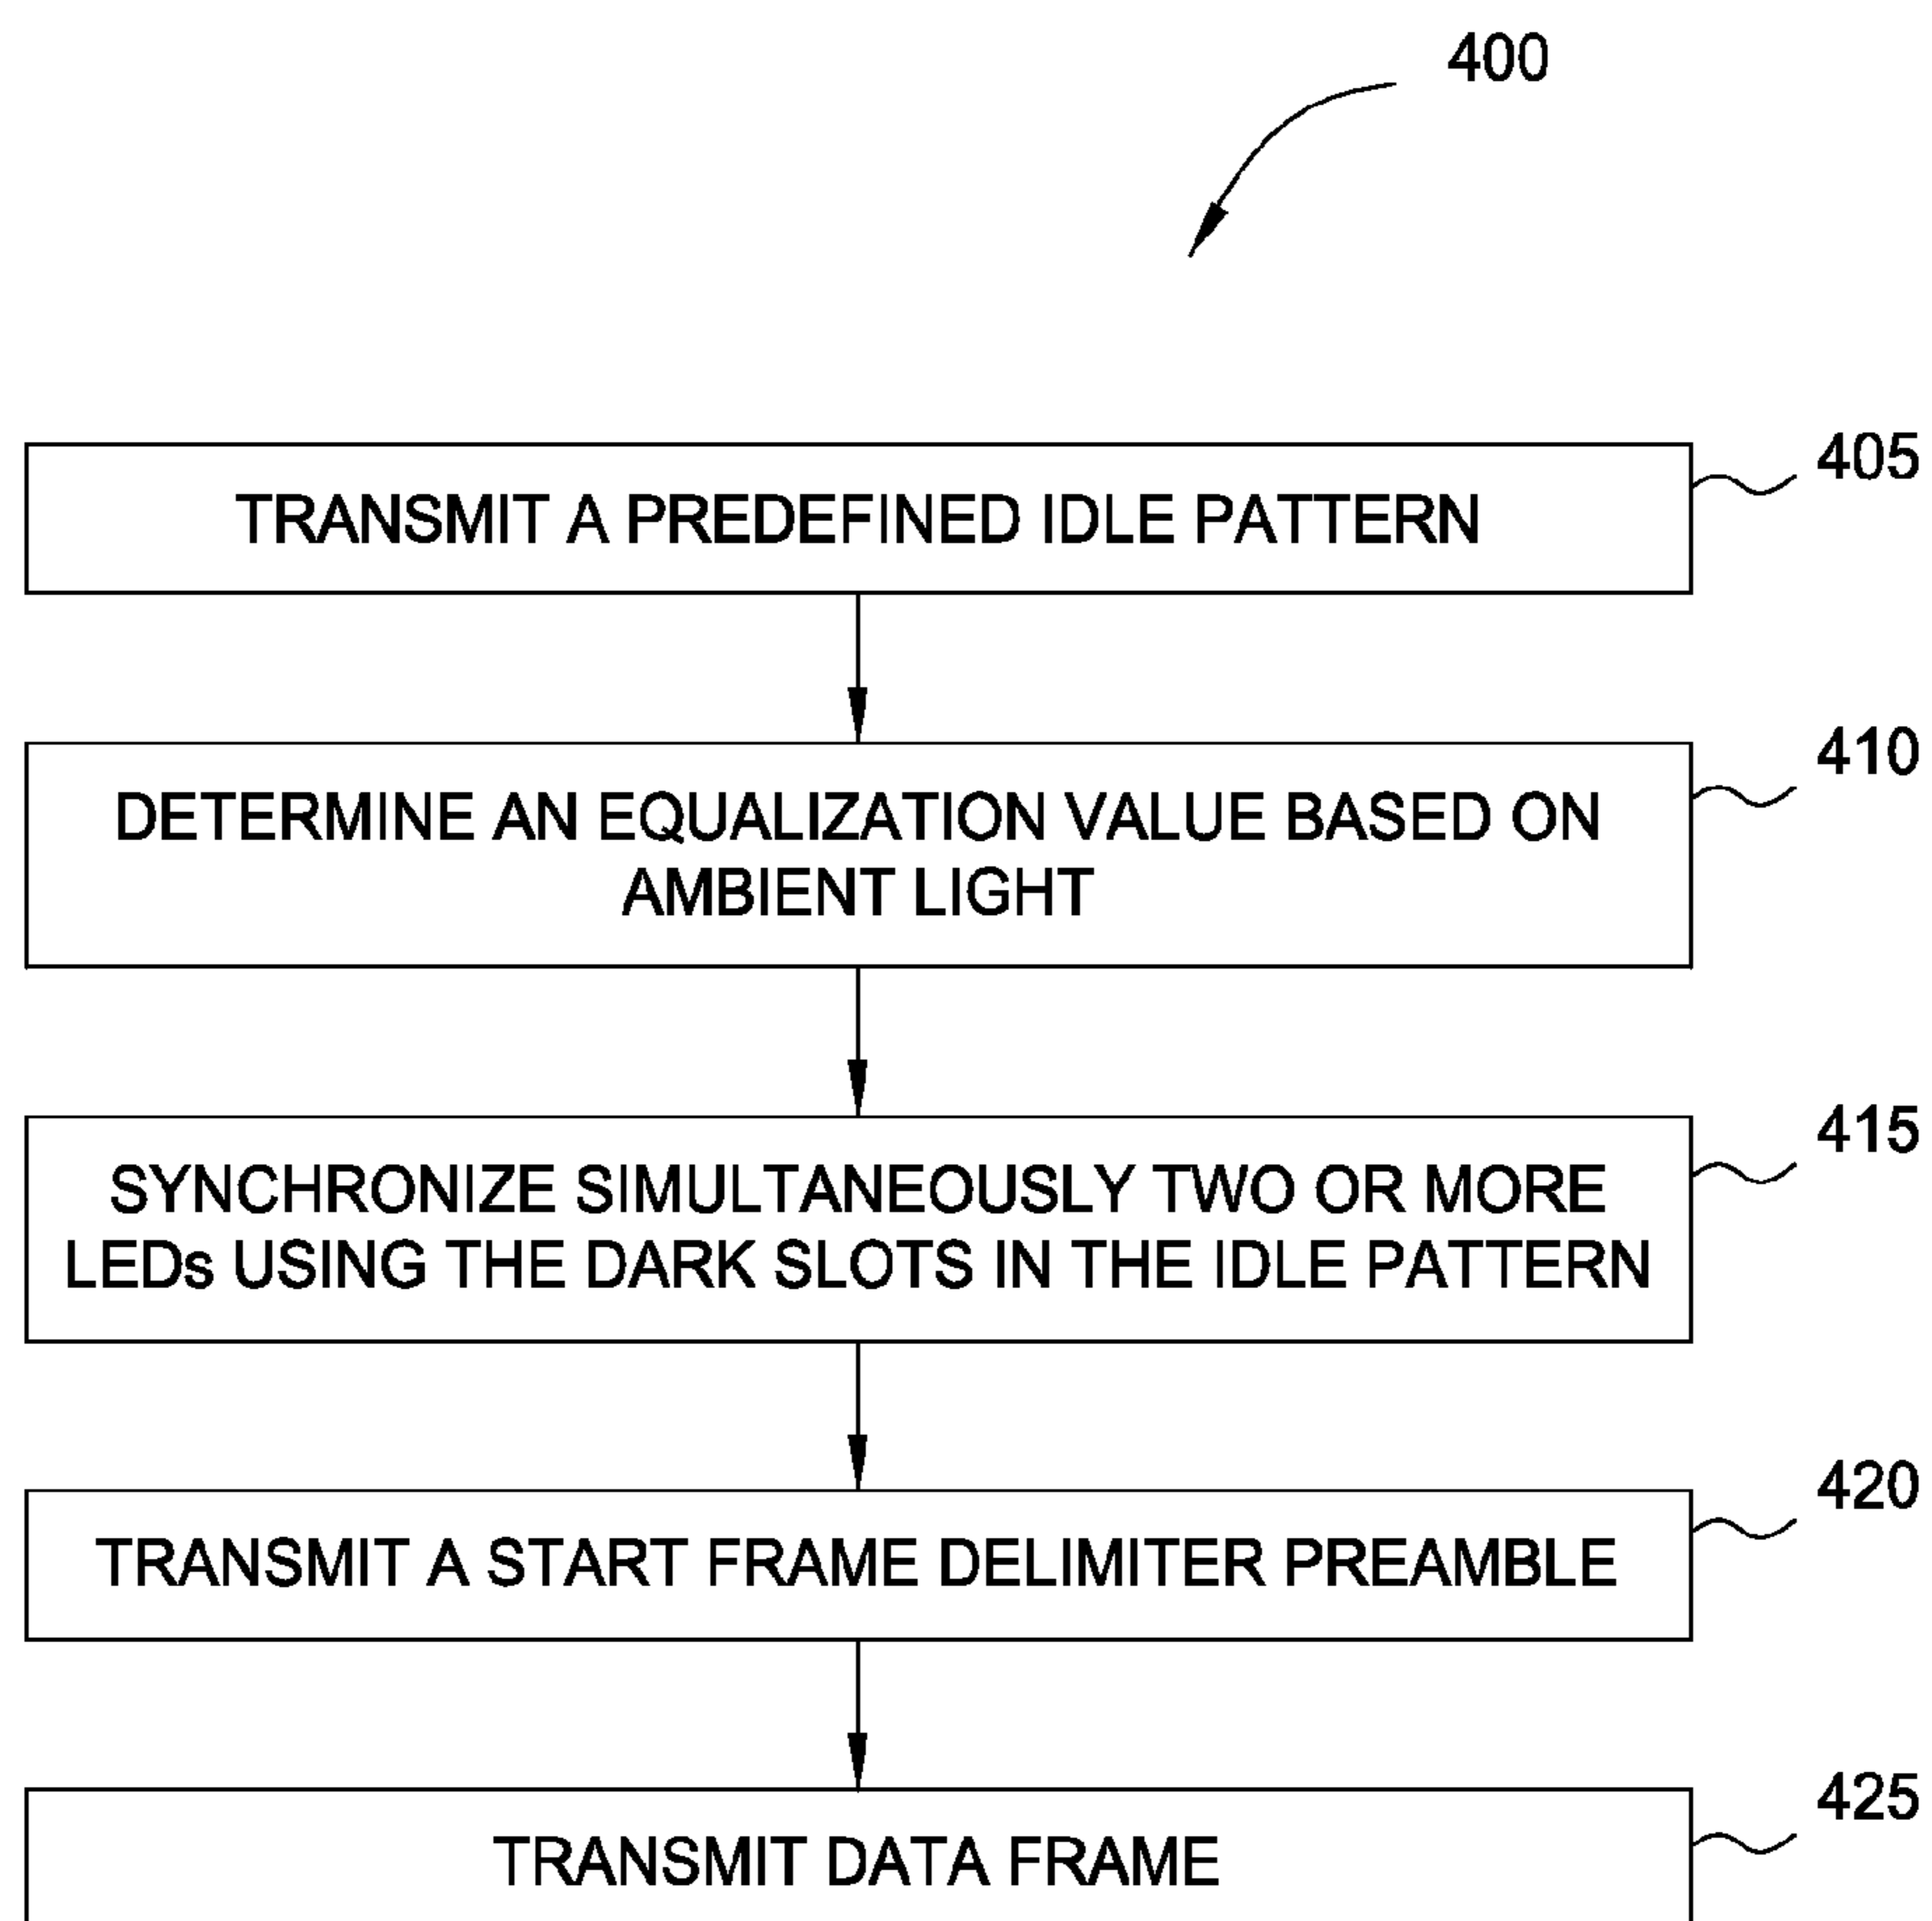 400
TRANSMIT A PREDEFINED IDLE PATTERN
405
DETERMINE AN EQUALIZATION VALUE BASED ON
AMBIENT LIGHT
410
SYNCHRONIZE SIMULTANEOUSLY TWO OR MORE
LEDs USING THE DARK SLOTS IN THE IDLE PATTERN
415
TRANSMIT A START FRAME DELIMITER PREAMBLE
420
TRANSMIT DATA FRAME
425